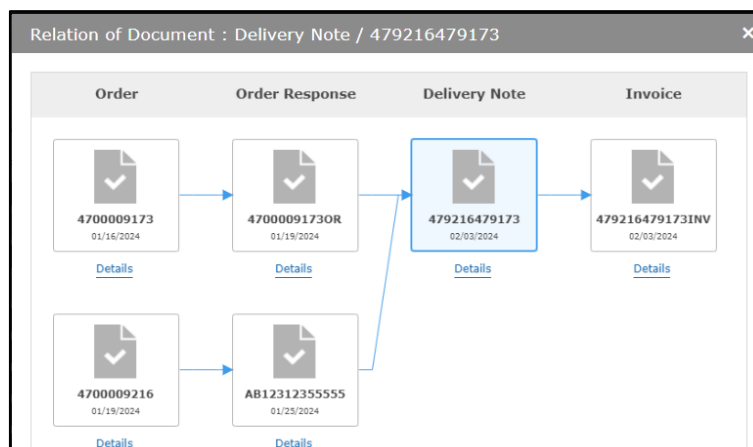 Relation of Document : Delivery Note / 479216479173 ×
Order Order Response Delivery Note Invoice
4700009173 4700009173OR 479216479173 479216479173INV
01/16/2024 01/19/2024 02/03/2024 02/03/2024
Details Details Details Details
4700009216 AB12312355555
01/19/2024 01/25/2024
Details Details